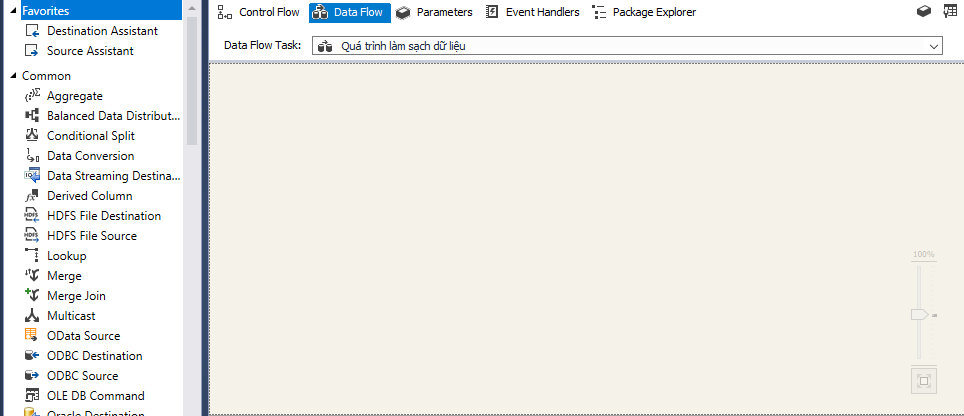 Favorites
Destination Assistant
Source Assistant
Common
Aggregate
Balanced Data Distribut...
Conditional Split
Data Conversion
Data Streaming Destina...
Derived Column
HDFS File Destination
HDFS File Source
Lookup
Merge
Merge Join
Multicast
OData Source
ODBC Destination
ODBC Source
OLE DB Command
Oracle Destination
Control Flow
Data Flow
Parameters
Event Handlers
Package Explorer
Data Flow Task:
Quá trình làm sạch dữ liệu
100%